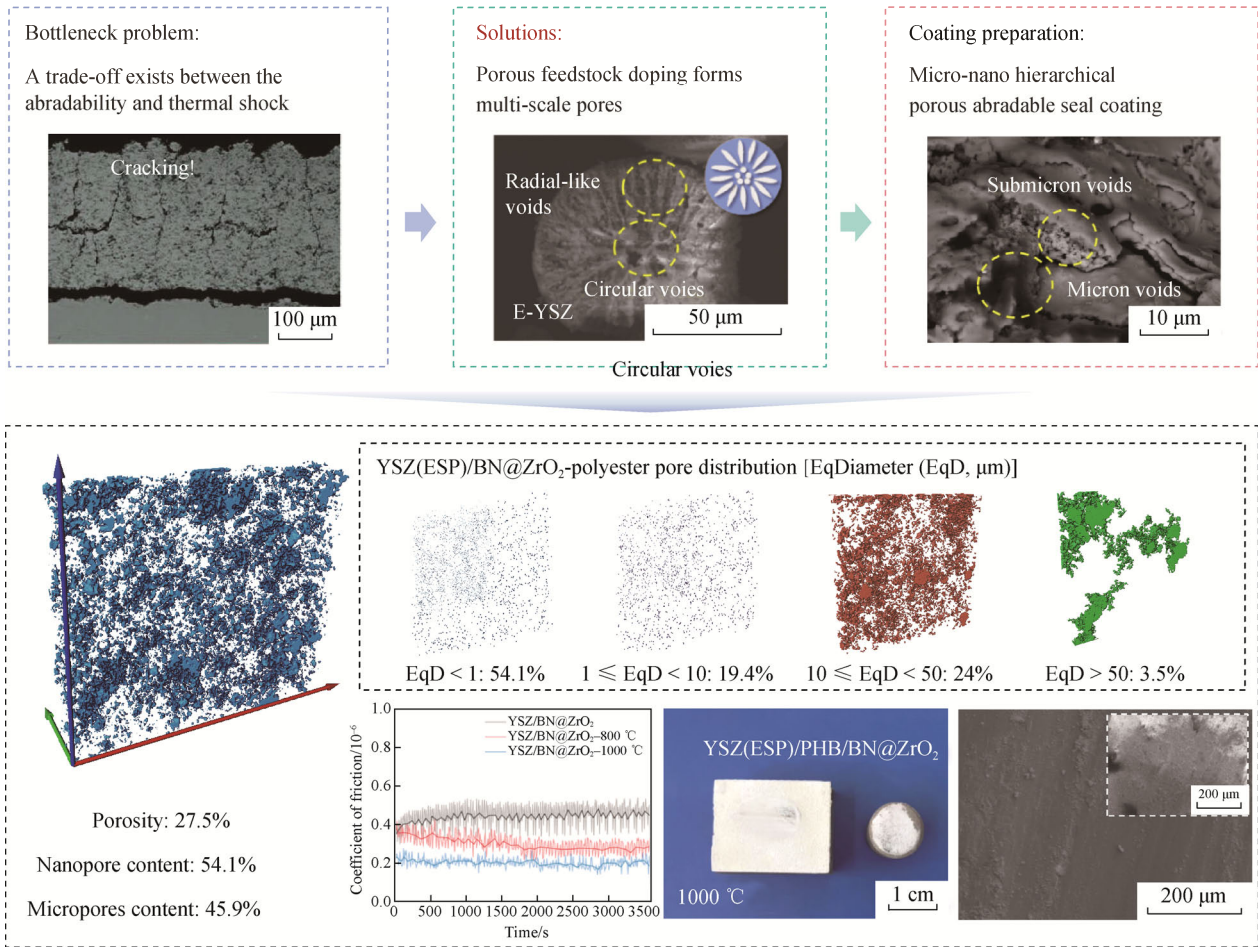 Bottleneck problem:
A trade-off exists between the
abradability and thermal shock
Cracking!
100 μm
Solutions:
Porous feedstock doping forms
multi-scale pores
Radial-like
voids
Circular voies
E-YSZ
50 μm
Circular voies
Coating preparation:
Micro-nano hierarchical
porous abradable seal coating
Submicron voids
Micron voids
10 μm
Porosity: 27.5%
Nanopore content: 54.1%
Micropores content: 45.9%
YSZ(ESP)/BN@ZrO₂-polyester pore distribution [EqDiameter (EqD, μm)]
EqD < 1: 54.1%
1 ≤ EqD < 10: 19.4%
10 ≤ EqD < 50: 24%
EqD > 50: 3.5%
Coefficient of friction/10⁻⁶
1.0
0.8
0.6
0.4
0.2
0
YSZ/BN@ZrO₂
YSZ/BN@ZrO₂–800 ℃
YSZ/BN@ZrO₂–1000 ℃
0 500 1000 1500 2000 2500 3000 3500
Time/s
YSZ(ESP)/PHB/BN@ZrO₂
1000 ℃
1 cm
200 μm
200 μm